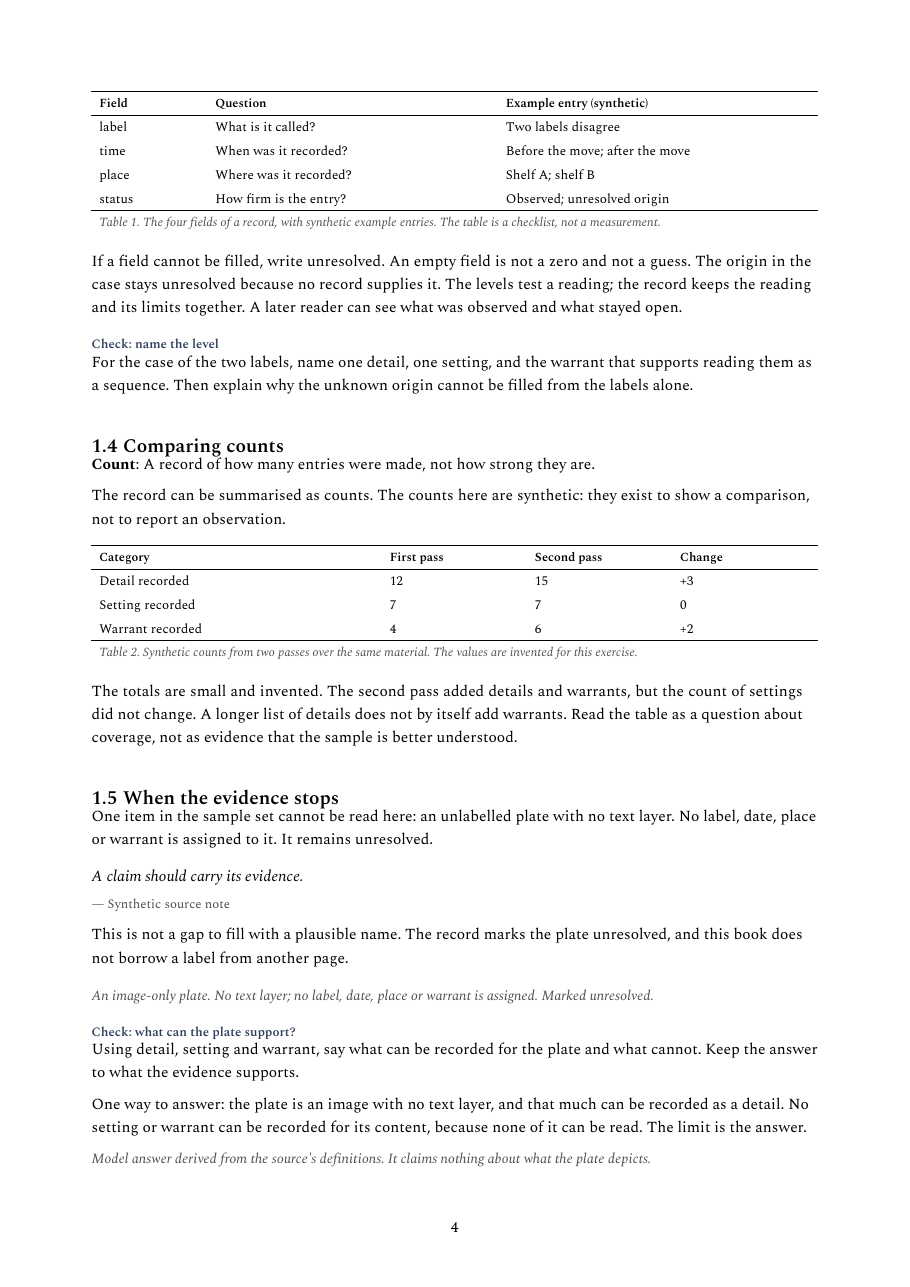 Field Question Example entry (synthetic)
label What is it called? Two labels disagree
time When was it recorded? Before the move; after the move
place Where was it recorded? Shelf A; shelf B
status How firm is the entry? Observed; unresolved origin
Table 1. The four fields of a record, with synthetic example entries. The table is a checklist, not a measurement.
If a field cannot be filled, write unresolved. An empty field is not a zero and not a guess. The origin in the
case stays unresolved because no record supplies it. The levels test a reading; the record keeps the reading
and its limits together. A later reader can see what was observed and what stayed open.
Check: name the level
For the case of the two labels, name one detail, one setting, and the warrant that supports reading them as
a sequence. Then explain why the unknown origin cannot be filled from the labels alone.
1.4 Comparing counts
Count: A record of how many entries were made, not how strong they are.
The record can be summarised as counts. The counts here are synthetic: they exist to show a comparison,
not to report an observation.
Category First pass Second pass Change
Detail recorded 12 15 +3
Setting recorded 7 7 0
Warrant recorded 4 6 +2
Table 2. Synthetic counts from two passes over the same material. The values are invented for this exercise.
The totals are small and invented. The second pass added details and warrants, but the count of settings
did not change. A longer list of details does not by itself add warrants. Read the table as a question about
coverage, not as evidence that the sample is better understood.
1.5 When the evidence stops
One item in the sample set cannot be read here: an unlabelled plate with no text layer. No label, date, place
or warrant is assigned to it. It remains unresolved.
A claim should carry its evidence.
— Synthetic source note
This is not a gap to fill with a plausible name. The record marks the plate unresolved, and this book does
not borrow a label from another page.
An image-only plate. No text layer; no label, date, place or warrant is assigned. Marked unresolved.
Check: what can the plate support?
Using detail, setting and warrant, say what can be recorded for the plate and what cannot. Keep the answer
to what the evidence supports.
One way to answer: the plate is an image with no text layer, and that much can be recorded as a detail. No
setting or warrant can be recorded for its content, because none of it can be read. The limit is the answer.
Model answer derived from the source's definitions. It claims nothing about what the plate depicts.
4